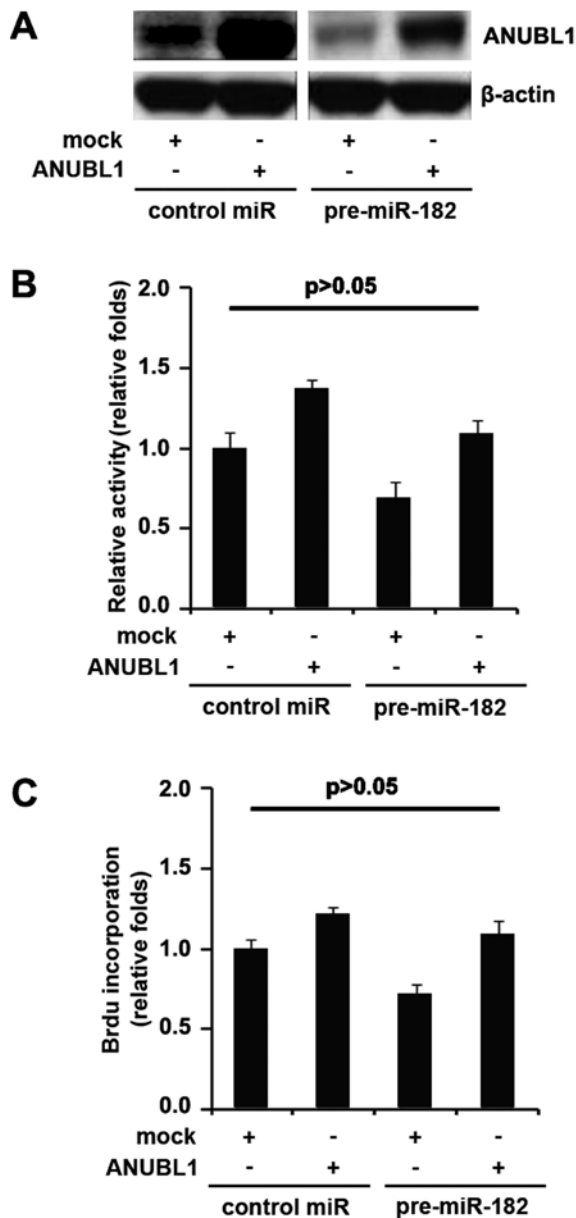 A
ANUBL1
β-actin
mock + - + -
ANUBL1 - + - +
control miR pre-miR-182
B
Relative activity (relative folds)
2.0
1.5
1.0
0.5
0.0
p>0.05
mock + - + -
ANUBL1 - + - +
control miR pre-miR-182
C
Brdu incorporation
(relative folds)
2.0
1.5
1.0
0.5
0.0
p>0.05
mock + - + -
ANUBL1 - + - +
control miR pre-miR-182